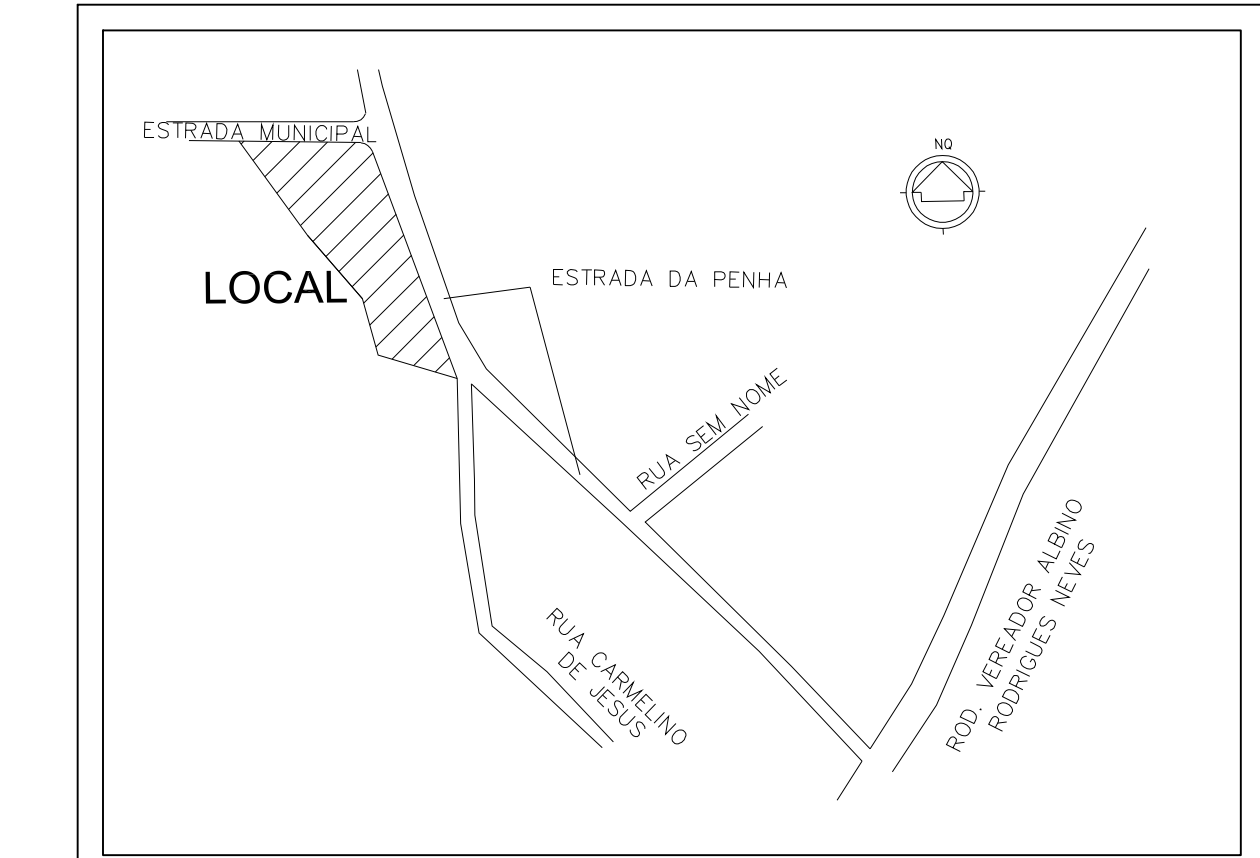 ESTRADA MUNICIPAL
NQ
LOCAL
ESTRADA DA PENHA
RUA SEM NOME
RUA CARMELINO
DE JESUS
ROD. VEREADOR ALBINO
RODRIGUES NEVES